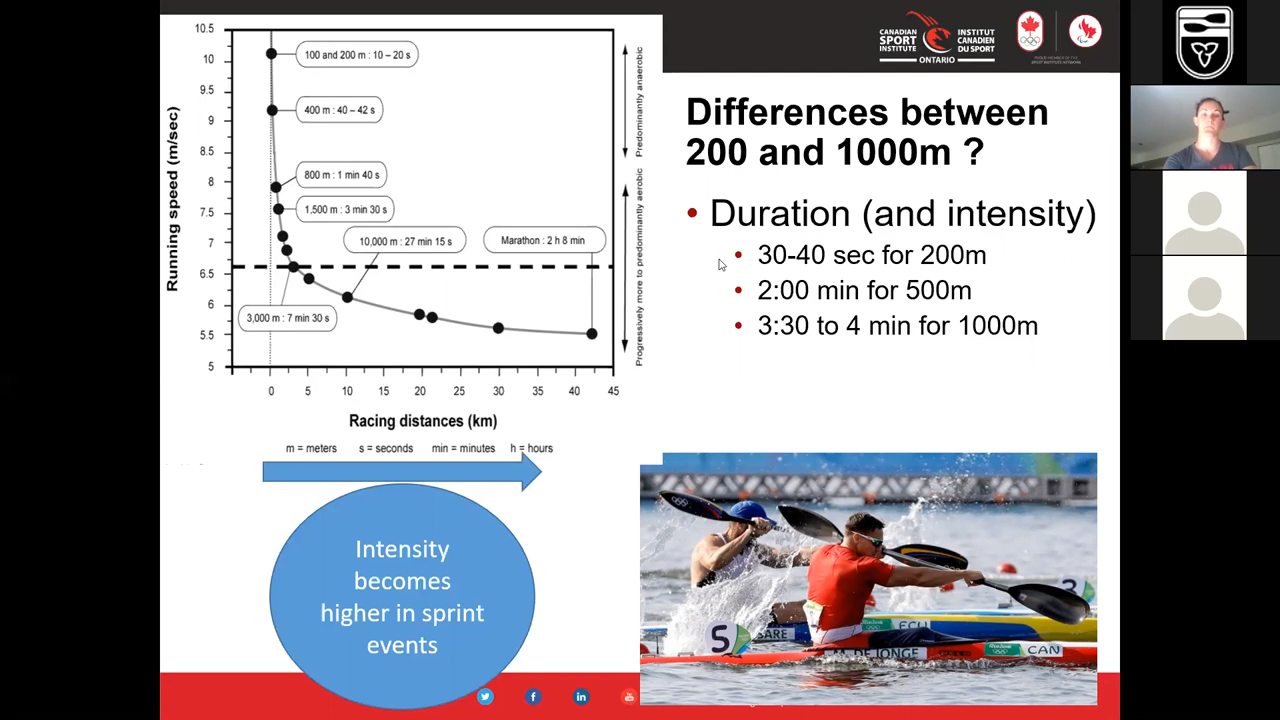 10.5
10
9.5
9
8.5
8
7.5
7
6.5
6
5.5
5
Running speed (m/sec)
100 and 200 m : 10 – 20 s
400 m : 40 – 42 s
800 m : 1 min 40 s
1,500 m : 3 min 30 s
10,000 m : 27 min 15 s
Marathon : 2 h 8 min
3,000 m : 7 min 30 s
Predominantly anaerobic
Progressively more to predominantly aerobic
0 5 10 15 20 25 30 35 40 45
Racing distances (km)
m = meters s = seconds min = minutes h = hours
Intensity
becomes
higher in sprint
events
CANADIAN
SPORT
INSTITUTE
INSTITUT
CANADIEN
DU SPORT
ONTARIO
Differences between
200 and 1000m ?
• Duration (and intensity)
• 30-40 sec for 200m
• 2:00 min for 500m
• 3:30 to 4 min for 1000m
5
3
SARE
ECU
DE JONGE
CAN